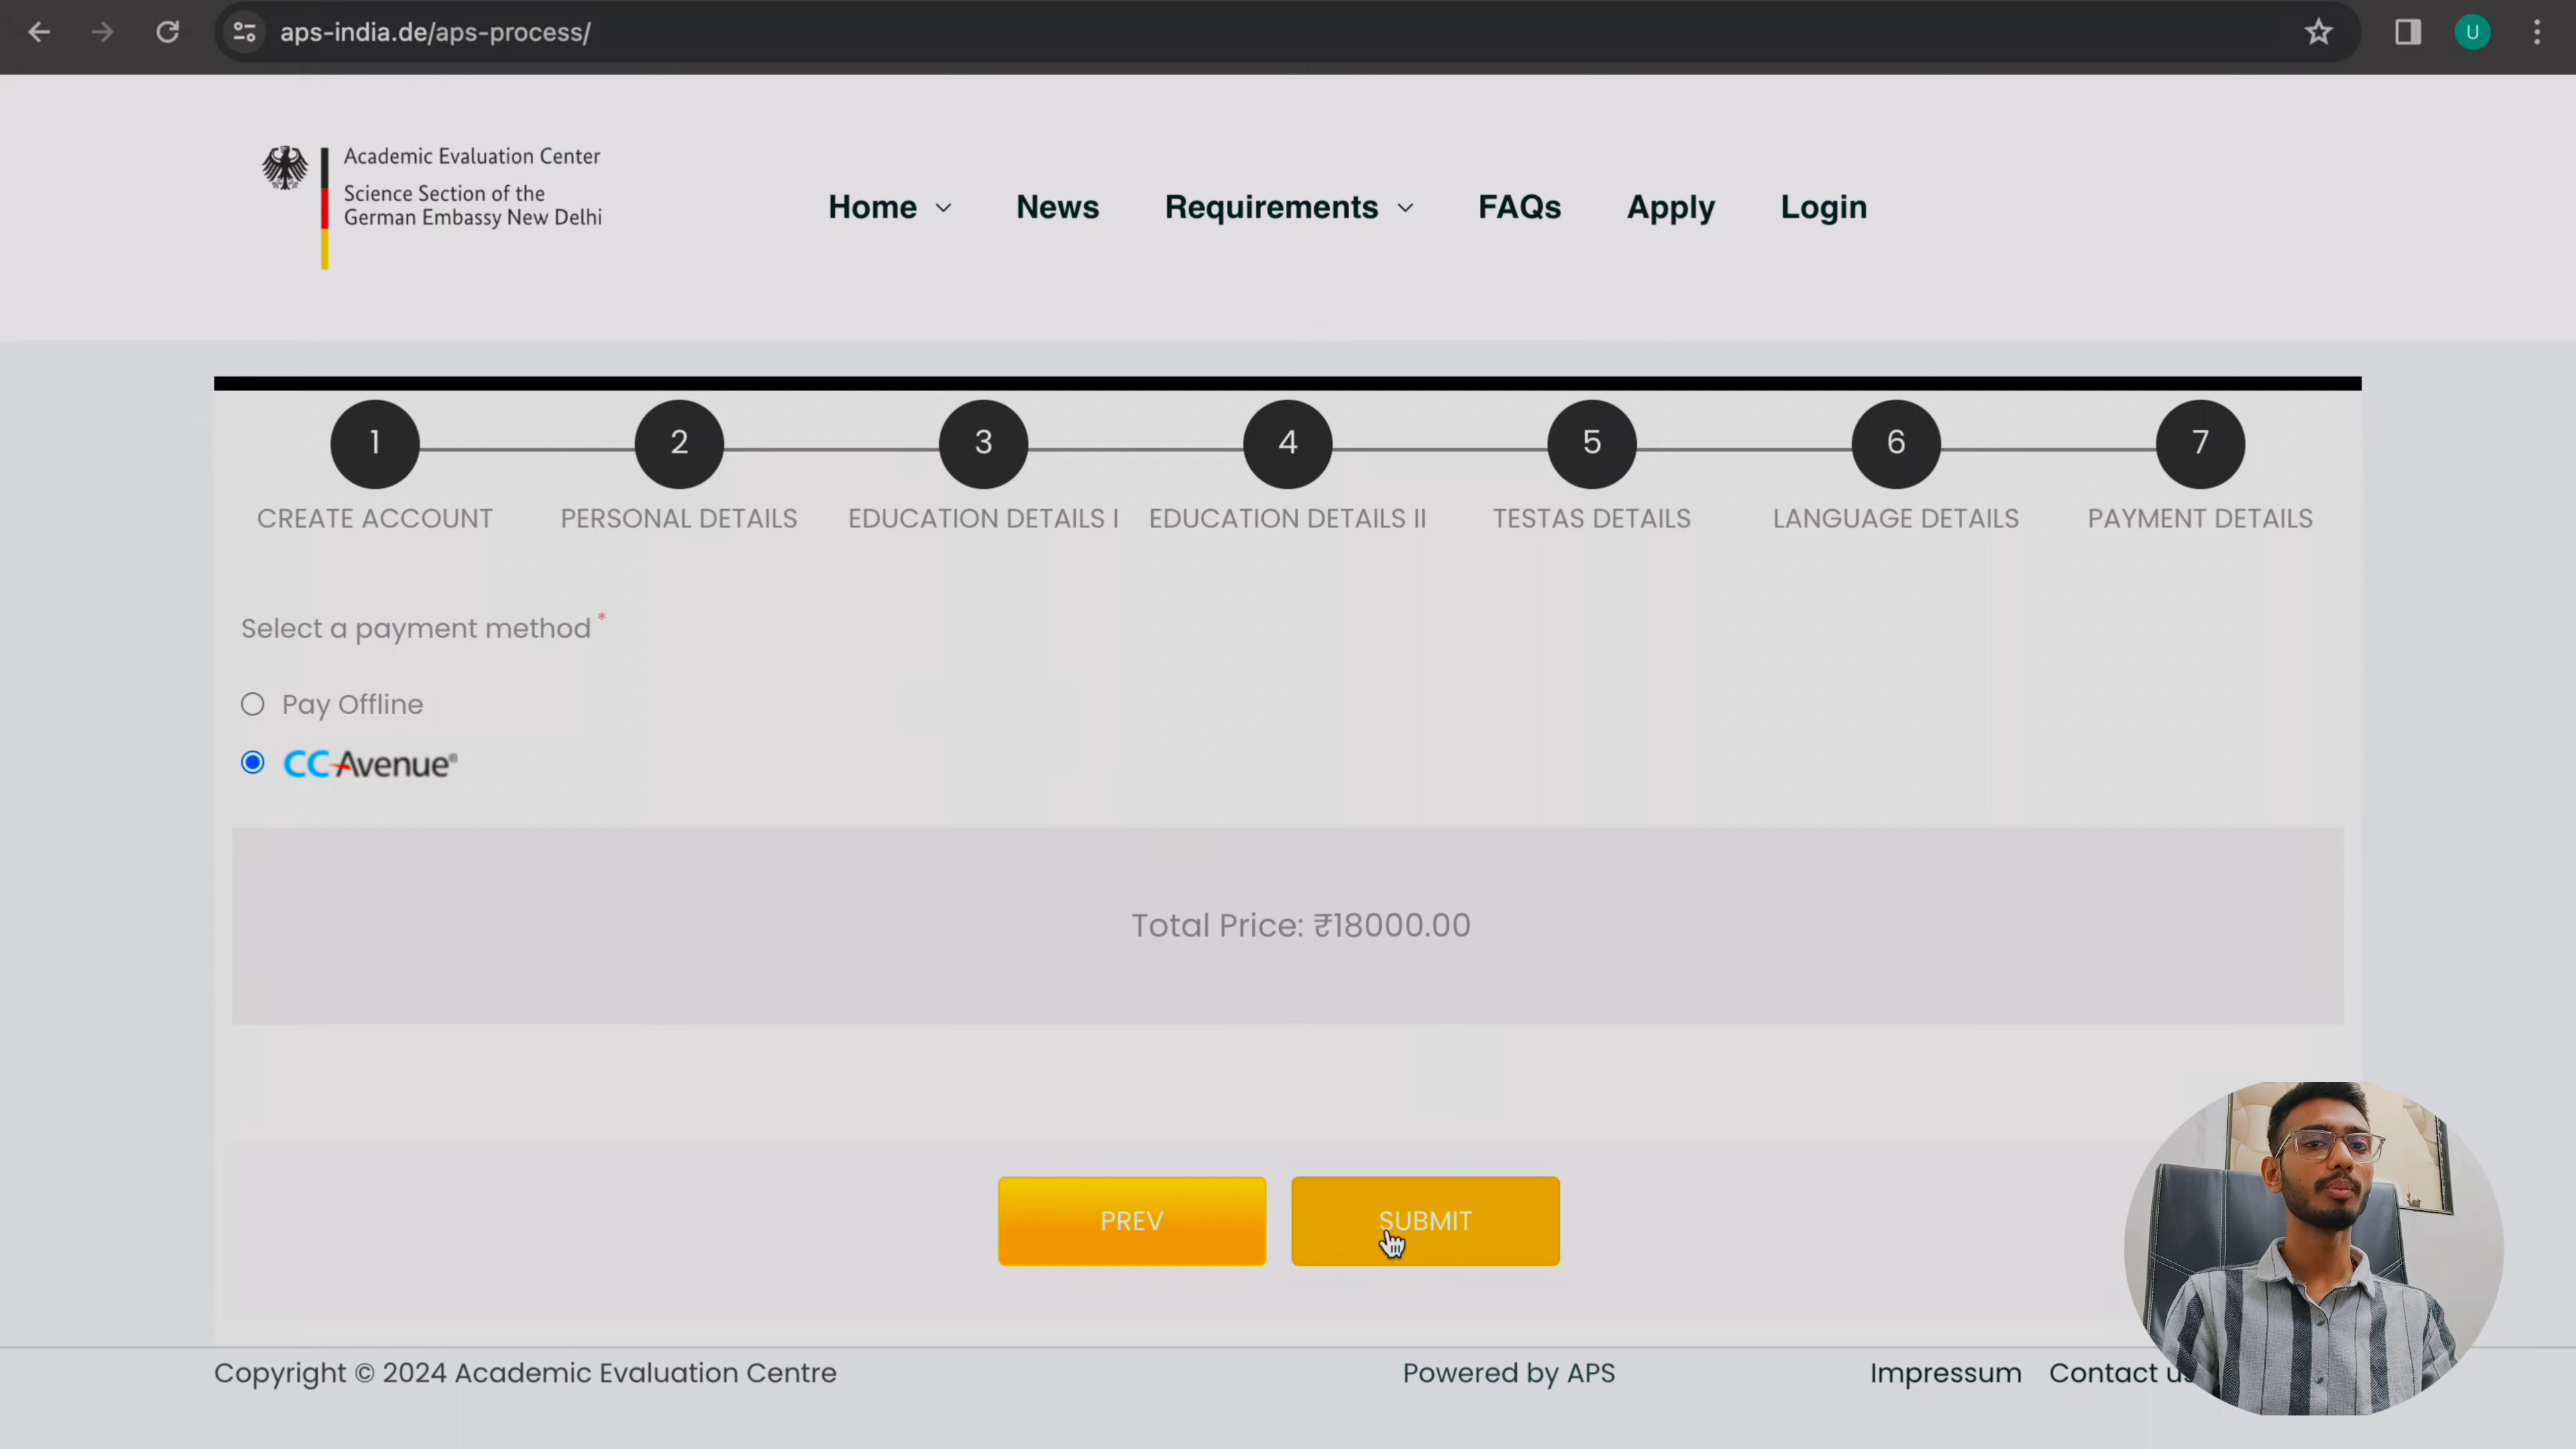 aps-india.de/aps-process/
U
Academic Evaluation Center
Science Section of the
German Embassy New Delhi
Home News Requirements FAQs Apply Login
1 2 3 4 5 6 7
CREATE ACCOUNT PERSONAL DETAILS EDUCATION DETAILS I EDUCATION DETAILS II TESTAS DETAILS LANGUAGE DETAILS PAYMENT DETAILS
Select a payment method *
Pay Offline
CCAvenue®
Total Price: ₹18000.00
PREV SUBMIT
Copyright © 2024 Academic Evaluation Centre Powered by APS Impressum Contact us